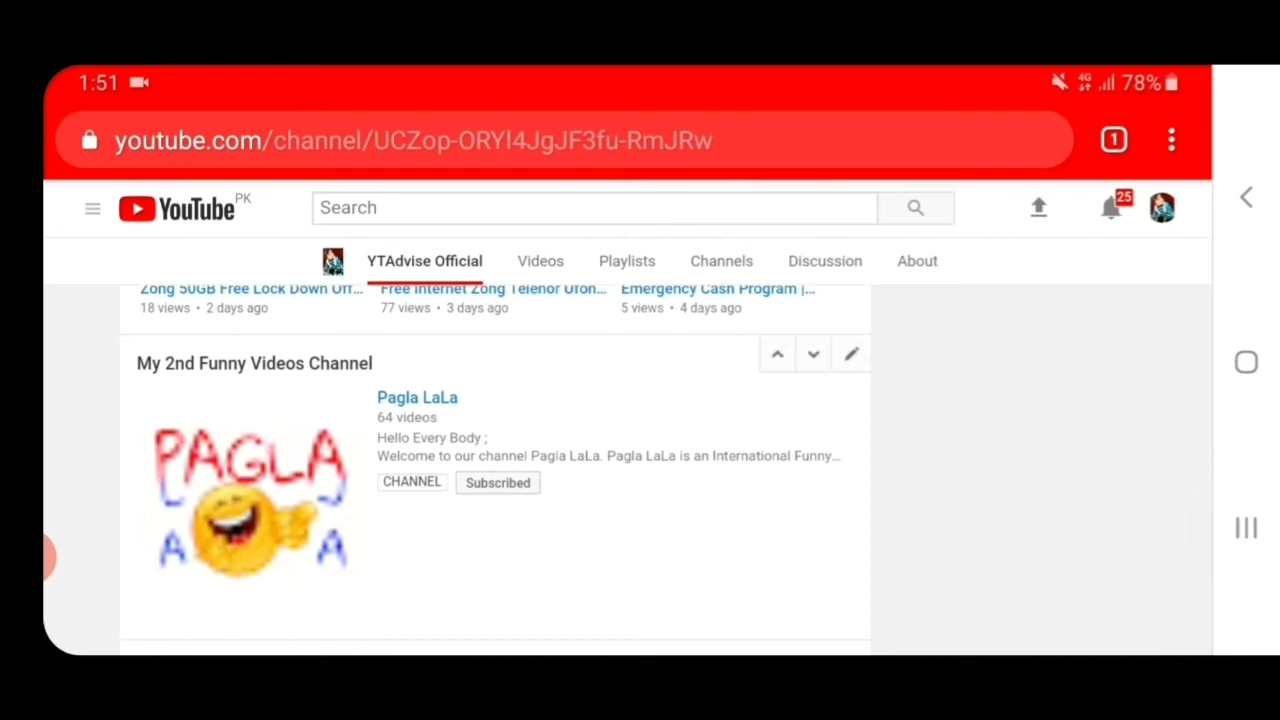 1:51 4G 78%
youtube.com/channel/UCZop-ORYl4JgJF3fu-RmJRw 1
YouTube PK Search 25
YTAdvise Official Videos Playlists Channels Discussion About
Zong 50GB Free Lock Down Off... Free Internet Zong Telenor Ufon... Emergency Cash Program |...
18 views • 2 days ago 77 views • 3 days ago 5 views • 4 days ago
My 2nd Funny Videos Channel
Pagla LaLa
64 videos
Hello Every Body ;
Welcome to our channel Pagla LaLa. Pagla LaLa is an International Funny...
CHANNEL Subscribed
PAGLA
L A L A